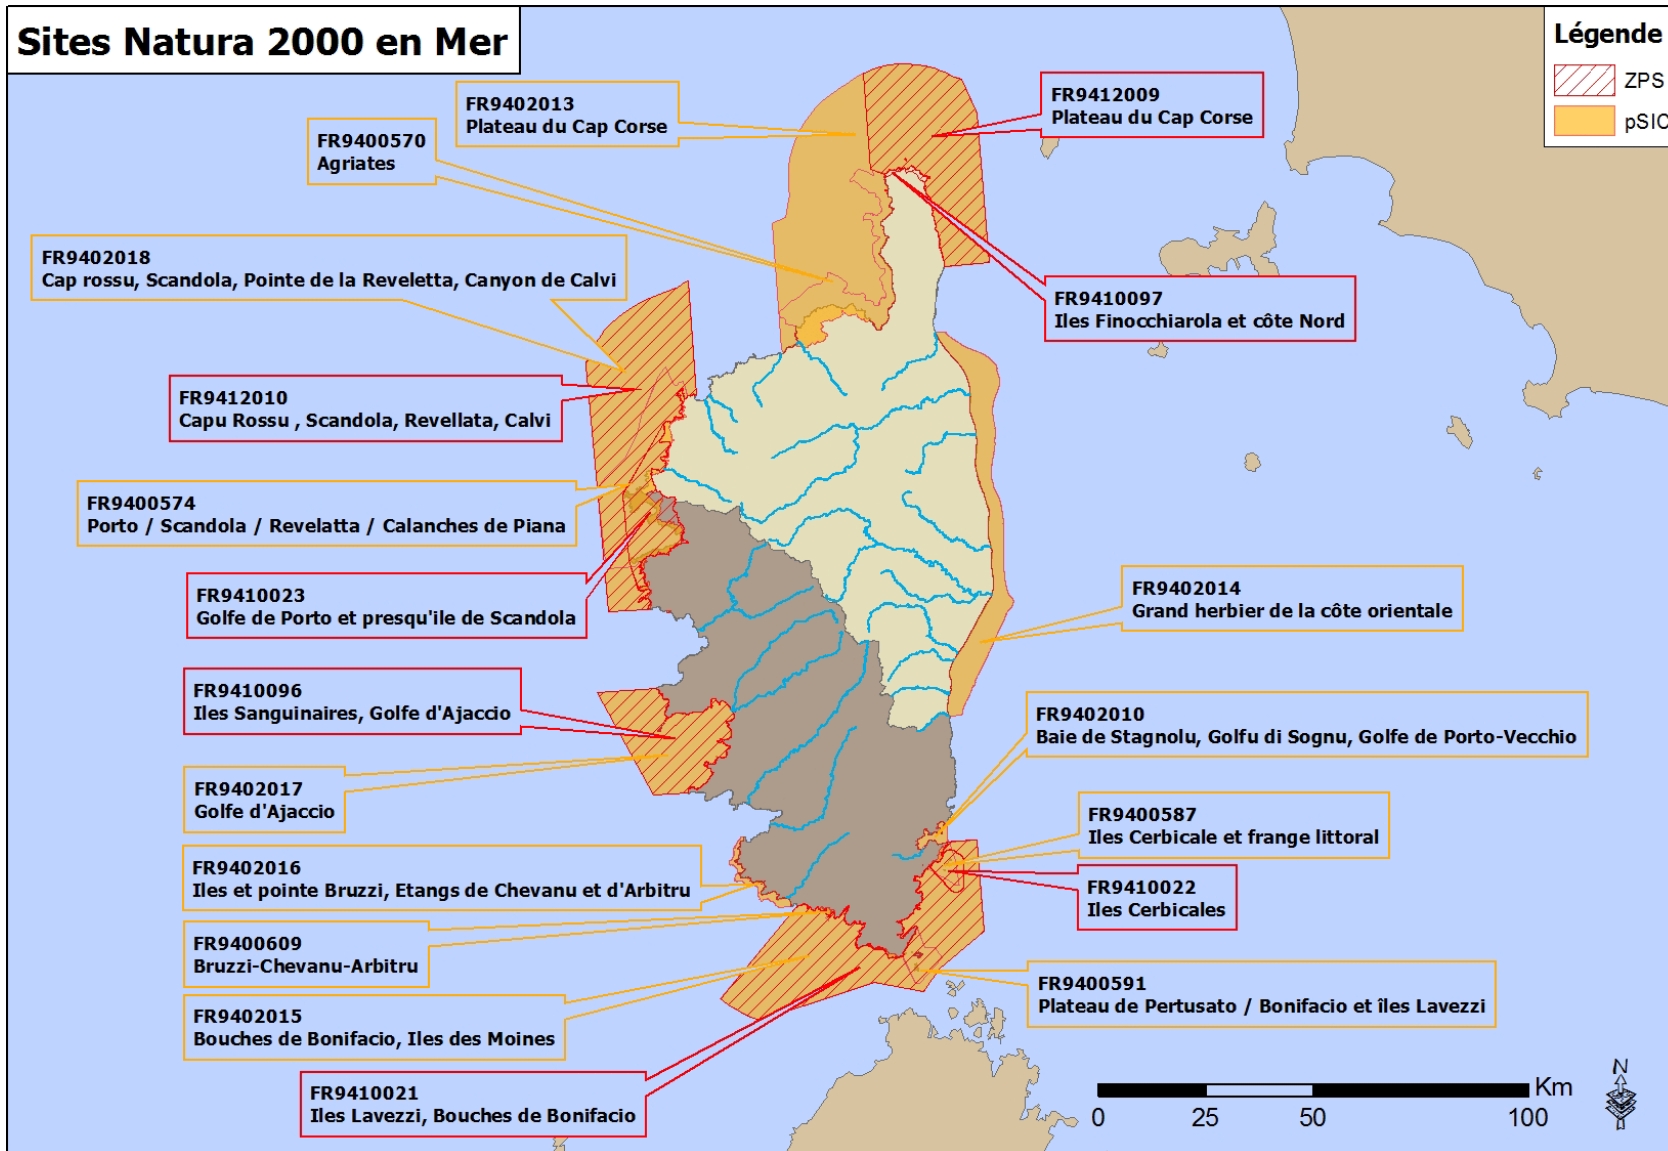 Sites Natura 2000 en Mer
Légende
ZPS
pSIC
FR9402013
Plateau du Cap Corse
FR9412009
Plateau du Cap Corse
FR9400570
Agriates
FR9402018
Cap rossu, Scandola, Pointe de la Reveletta, Canyon de Calvi
FR9410097
Iles Finocchiarola et côte Nord
FR9412010
Capu Rossu , Scandola, Revellata, Calvi
FR9400574
Porto / Scandola / Revelatta / Calanches de Piana
FR9410023
Golfe de Porto et presqu'ile de Scandola
FR9402014
Grand herbier de la côte orientale
FR9410096
Iles Sanguinaires, Golfe d'Ajaccio
FR9402010
Baie de Stagnolu, Golfu di Sognu, Golfe de Porto-Vecchio
FR9402017
Golfe d'Ajaccio
FR9400587
Iles Cerbicale et frange littoral
FR9402016
Iles et pointe Bruzzi, Etangs de Chevanu et d'Arbitru
FR9410022
Iles Cerbicales
FR9400609
Bruzzi-Chevanu-Arbitru
FR9400591
Plateau de Pertusato / Bonifacio et îles Lavezzi
FR9402015
Bouches de Bonifacio, Iles des Moines
FR9410021
Iles Lavezzi, Bouches de Bonifacio
N
Km
0 25 50 100